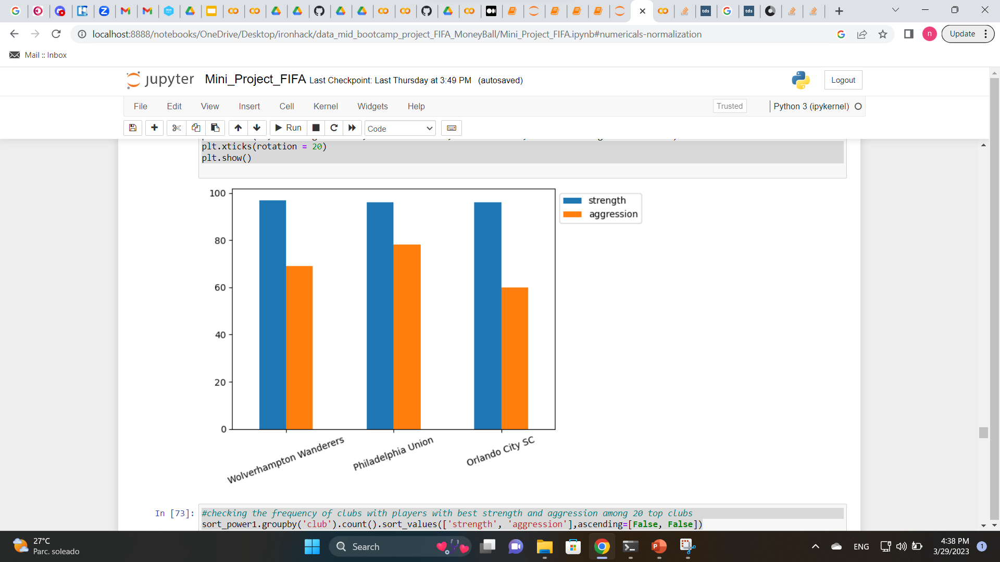 localhost:8888/notebooks/OneDrive/Desktop/ironhack/data_mid_bootcamp_project_FIFA_MoneyBall/Mini_Project_FIFA.ipynb#numericals-normalization
n
Update
Mail :: Inbox
jupyter Mini_Project_FIFA Last Checkpoint: Last Thursday at 3:49 PM (autosaved)
Logout
File Edit View Insert Cell Kernel Widgets Help
Trusted
Python 3 (ipykernel)
Run
Code
plt.xticks(rotation = 20)
plt.show()
100
80
60
40
20
0
strength
aggression
Wolverhampton Wanderers
Philadelphia Union
Orlando City SC
In [73]:
#checking the frequency of clubs with players with best strength and aggression among 20 top clubs
sort_power1.groupby('club').count().sort_values(['strength', 'aggression'],ascending=[False, False])
27°C
Parc. soleado
Search
ENG
4:38 PM
3/29/2023
1